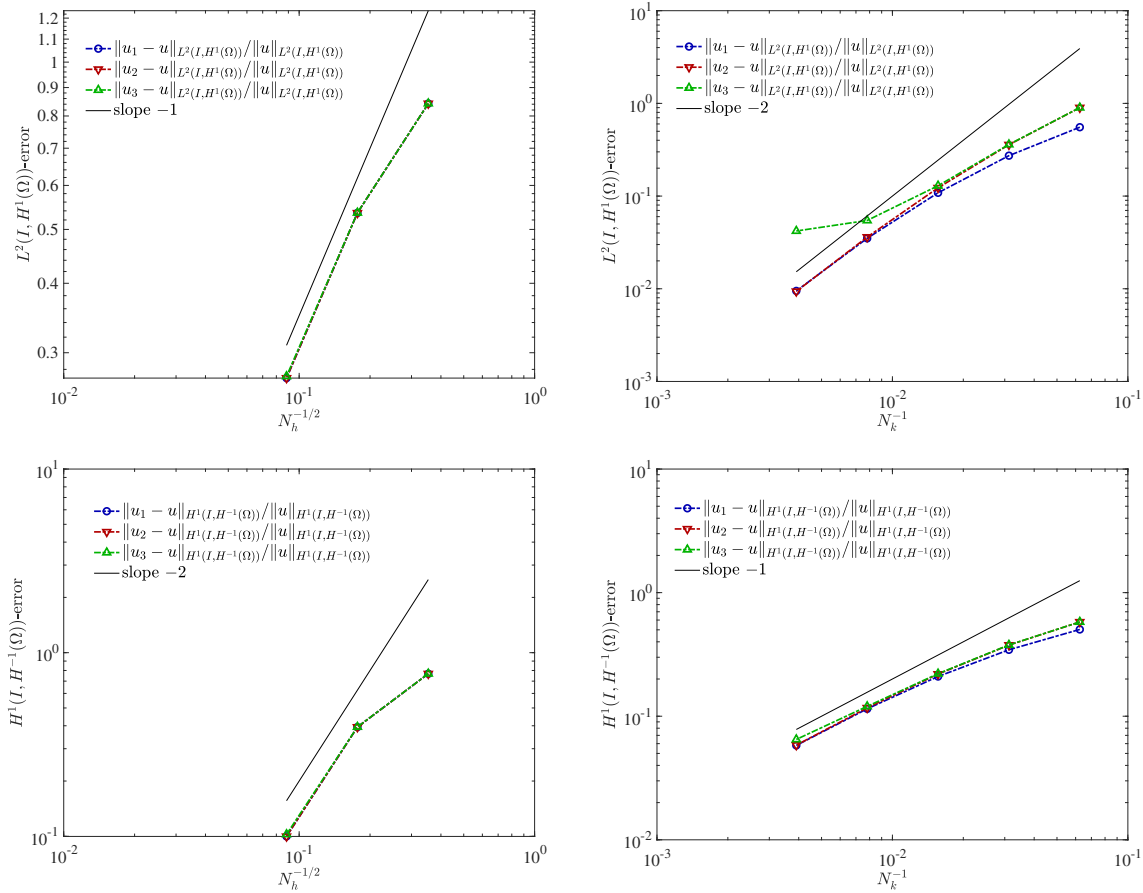 1.2
1.1
1
0.9
0.8
0.7
0.6
0.5
0.4
0.3
10^{-2}
10^{-1}
10^{0}
N_h^{-1/2}
L^2(I, H^1(Ω))-error
‖u_1 − u‖_{L^2(I,H^1(Ω))}/‖u‖_{L^2(I,H^1(Ω))}
‖u_2 − u‖_{L^2(I,H^1(Ω))}/‖u‖_{L^2(I,H^1(Ω))}
‖u_3 − u‖_{L^2(I,H^1(Ω))}/‖u‖_{L^2(I,H^1(Ω))}
slope −1
10^{1}
10^{0}
10^{-1}
10^{-2}
10^{-3}
10^{-3}
10^{-2}
10^{-1}
N_k^{-1}
L^2(I, H^1(Ω))-error
‖u_1 − u‖_{L^2(I,H^1(Ω))}/‖u‖_{L^2(I,H^1(Ω))}
‖u_2 − u‖_{L^2(I,H^1(Ω))}/‖u‖_{L^2(I,H^1(Ω))}
‖u_3 − u‖_{L^2(I,H^1(Ω))}/‖u‖_{L^2(I,H^1(Ω))}
slope −2
10^{1}
10^{0}
10^{-1}
10^{-2}
10^{-1}
10^{0}
N_h^{-1/2}
H^1(I, H^{-1}(Ω))-error
‖u_1 − u‖_{H^1(I,H^{-1}(Ω))}/‖u‖_{H^1(I,H^{-1}(Ω))}
‖u_2 − u‖_{H^1(I,H^{-1}(Ω))}/‖u‖_{H^1(I,H^{-1}(Ω))}
‖u_3 − u‖_{H^1(I,H^{-1}(Ω))}/‖u‖_{H^1(I,H^{-1}(Ω))}
slope −2
10^{1}
10^{0}
10^{-1}
10^{-2}
10^{-3}
10^{-2}
10^{-1}
N_k^{-1}
H^1(I, H^{-1}(Ω))-error
‖u_1 − u‖_{H^1(I,H^{-1}(Ω))}/‖u‖_{H^1(I,H^{-1}(Ω))}
‖u_2 − u‖_{H^1(I,H^{-1}(Ω))}/‖u‖_{H^1(I,H^{-1}(Ω))}
‖u_3 − u‖_{H^1(I,H^{-1}(Ω))}/‖u‖_{H^1(I,H^{-1}(Ω))}
slope −1